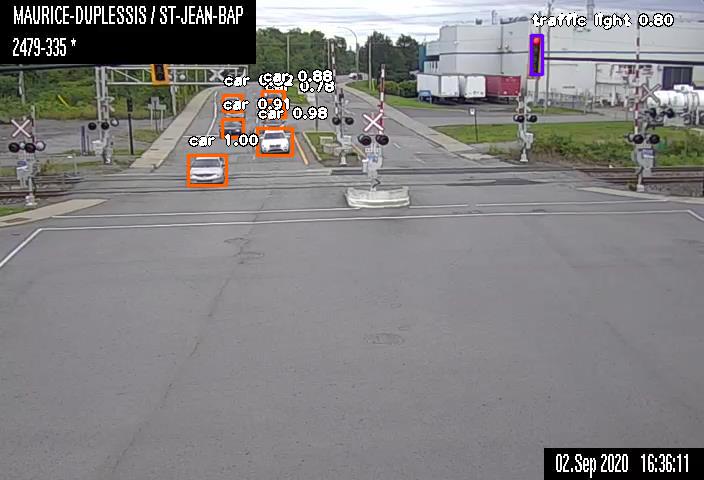 MAURICE-DUPLESSIS / ST-JEAN-BAP
2479-335 *
traffic light 0.80
car 0.88
0.78
car 0.91
car 0.98
car 1.00
02.Sep 2020 16:36:11